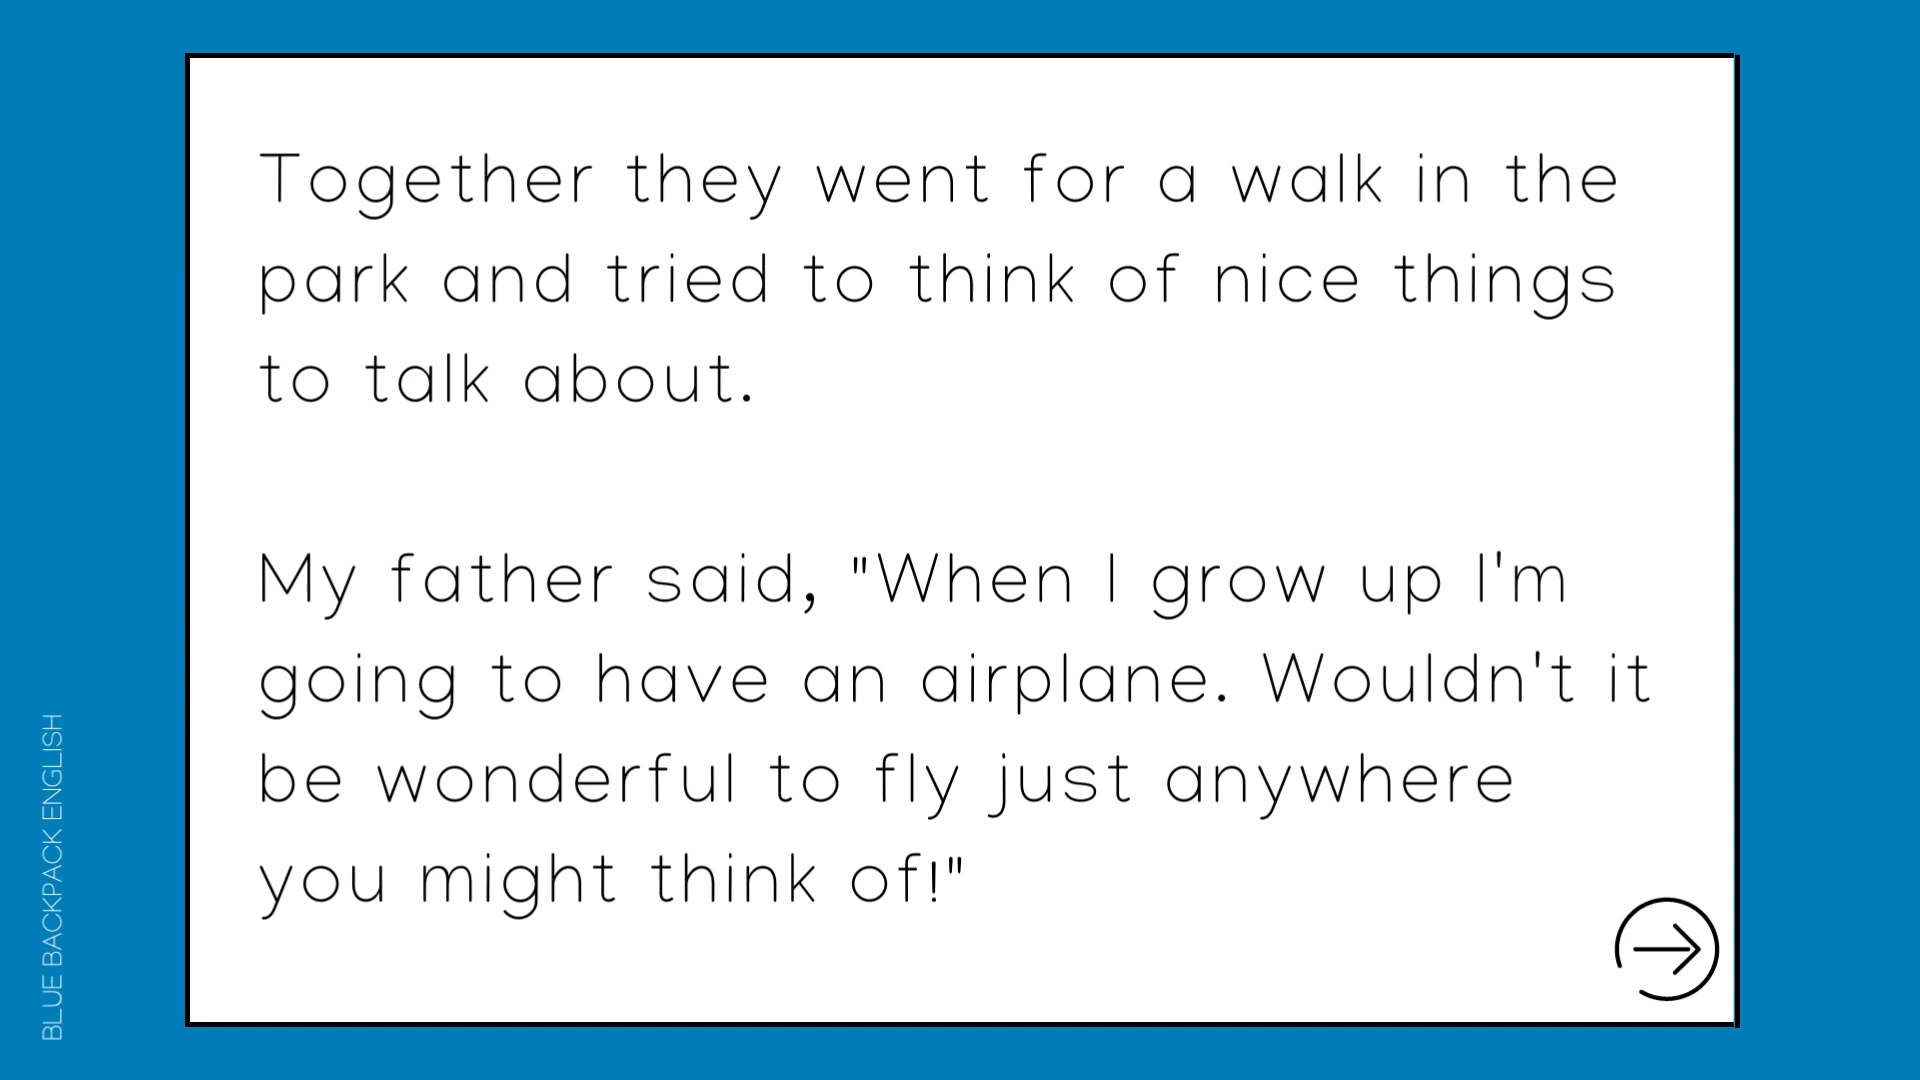 Together they went for a walk in the
park and tried to think of nice things
to talk about.
My father said, "When I grow up I'm
going to have an airplane. Wouldn't it
be wonderful to fly just anywhere
you might think of!"
BLUE BACKPACK ENGLISH